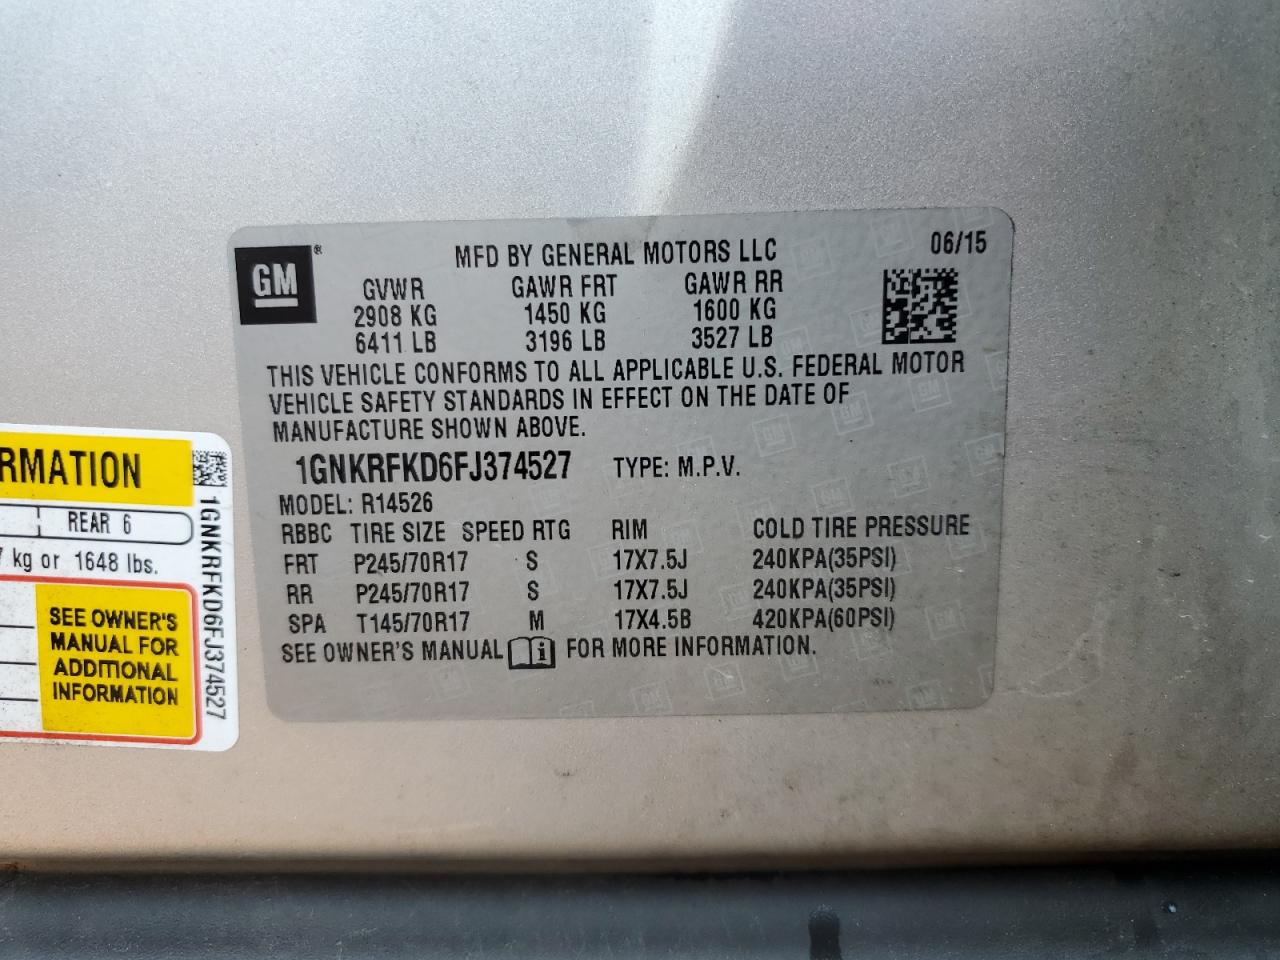 GM ®
MFD BY GENERAL MOTORS LLC 06/15
GVWR GAWR FRT GAWR RR
2908 KG 1450 KG 1600 KG
6411 LB 3196 LB 3527 LB
THIS VEHICLE CONFORMS TO ALL APPLICABLE U.S. FEDERAL MOTOR
VEHICLE SAFETY STANDARDS IN EFFECT ON THE DATE OF
MANUFACTURE SHOWN ABOVE.
1GNKRFKD6FJ374527 TYPE: M.P.V.
MODEL: R14526
RBBC TIRE SIZE SPEED RTG RIM COLD TIRE PRESSURE
FRT P245/70R17 S 17X7.5J 240KPA(35PSI)
RR P245/70R17 S 17X7.5J 240KPA(35PSI)
SPA T145/70R17 M 17X4.5B 420KPA(60PSI)
SEE OWNER'S MANUAL i FOR MORE INFORMATION.
RMATION
REAR 6
7 kg or 1648 lbs.
SEE OWNER'S
MANUAL FOR
ADDITIONAL
INFORMATION
1GNKRFKD6FJ374527